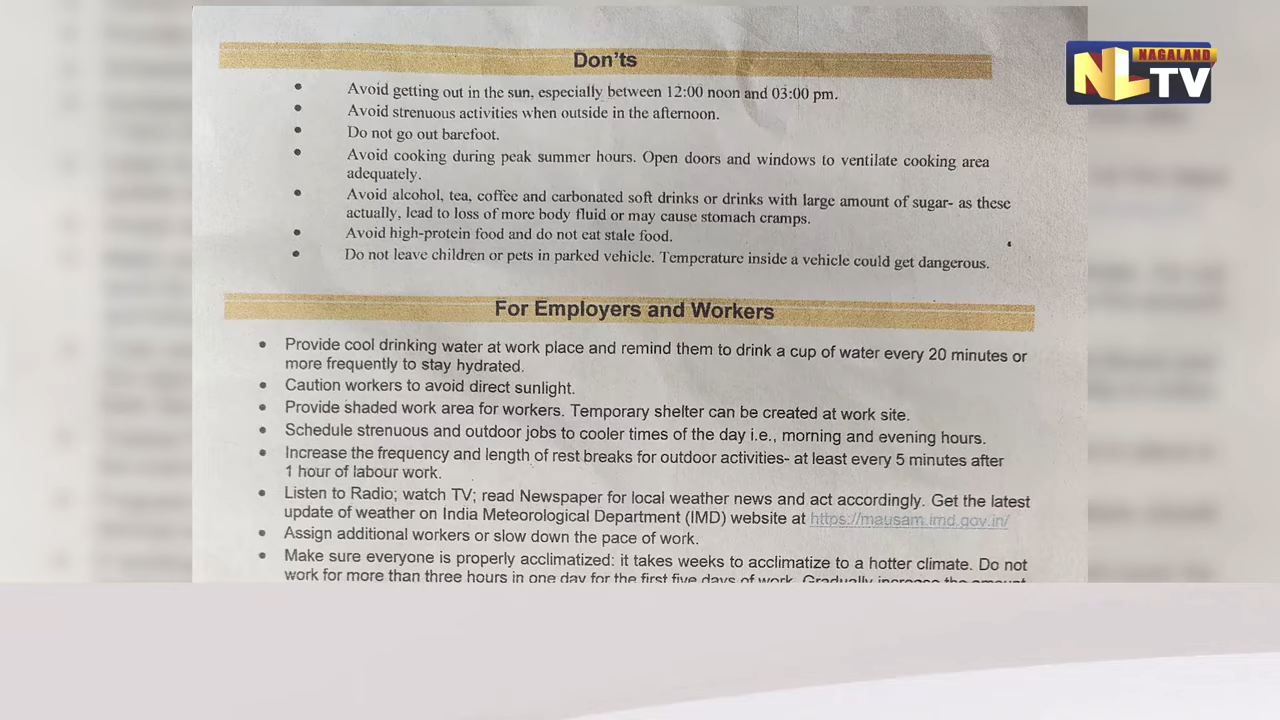 Don'ts
• Avoid getting out in the sun, especially between 12:00 noon and 03:00 pm.
• Avoid strenuous activities when outside in the afternoon.
• Do not go out barefoot.
• Avoid cooking during peak summer hours. Open doors and windows to ventilate cooking area
adequately.
• Avoid alcohol, tea, coffee and carbonated soft drinks or drinks with large amount of sugar- as these
actually, lead to loss of more body fluid or may cause stomach cramps.
• Avoid high-protein food and do not eat stale food.
• Do not leave children or pets in parked vehicle. Temperature inside a vehicle could get dangerous.
For Employers and Workers
• Provide cool drinking water at work place and remind them to drink a cup of water every 20 minutes or
more frequently to stay hydrated.
• Caution workers to avoid direct sunlight.
• Provide shaded work area for workers. Temporary shelter can be created at work site.
• Schedule strenuous and outdoor jobs to cooler times of the day i.e., morning and evening hours.
• Increase the frequency and length of rest breaks for outdoor activities- at least every 5 minutes after
1 hour of labour work.
• Listen to Radio; watch TV; read Newspaper for local weather news and act accordingly. Get the latest
update of weather on India Meteorological Department (IMD) website at https://mausam.imd.gov.in/
• Assign additional workers or slow down the pace of work.
• Make sure everyone is properly acclimatized: it takes weeks to acclimatize to a hotter climate. Do not
work for more than three hours in one day for the first five days of work. Gradually increase the amount
NAGALAND
NLTV